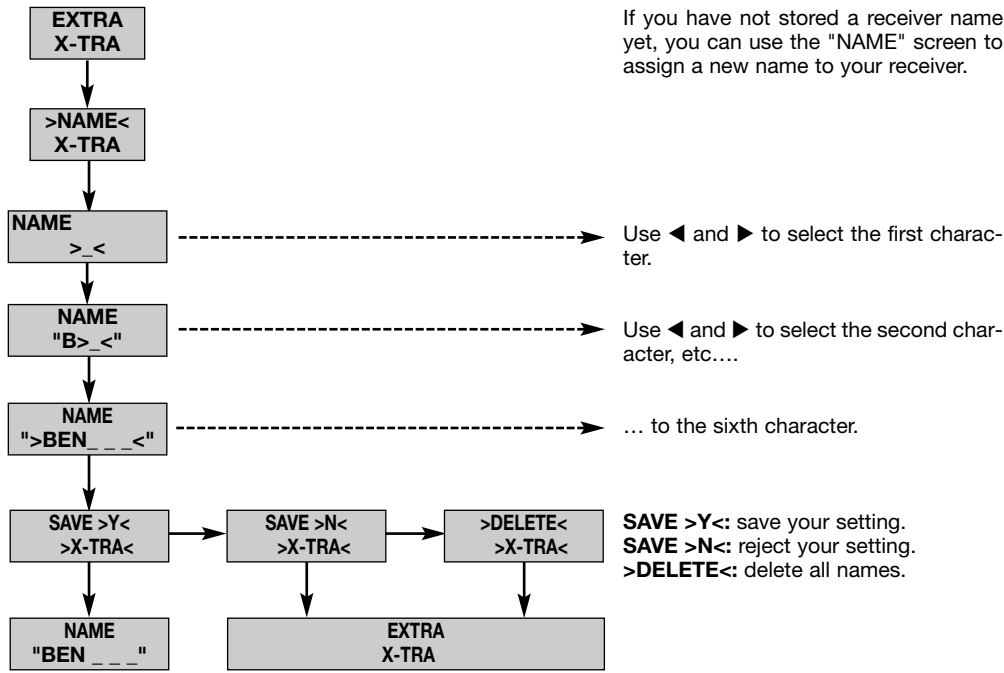 EXTRA
X-TRA
If you have not stored a receiver name
yet, you can use the "NAME" screen to
assign a new name to your receiver.
>NAME<
X-TRA
NAME
>_<
Use ◀ and ▶ to select the first charac-
ter.
NAME
"B>_<"
Use ◀ and ▶ to select the second char-
acter, etc....
NAME
">BEN_ _ _<"
... to the sixth character.
SAVE >Y<
>X-TRA<
SAVE >N<
>X-TRA<
>DELETE<
>X-TRA<
SAVE >Y<: save your setting.
SAVE >N<: reject your setting.
>DELETE<: delete all names.
NAME
"BEN _ _ _"
EXTRA
X-TRA